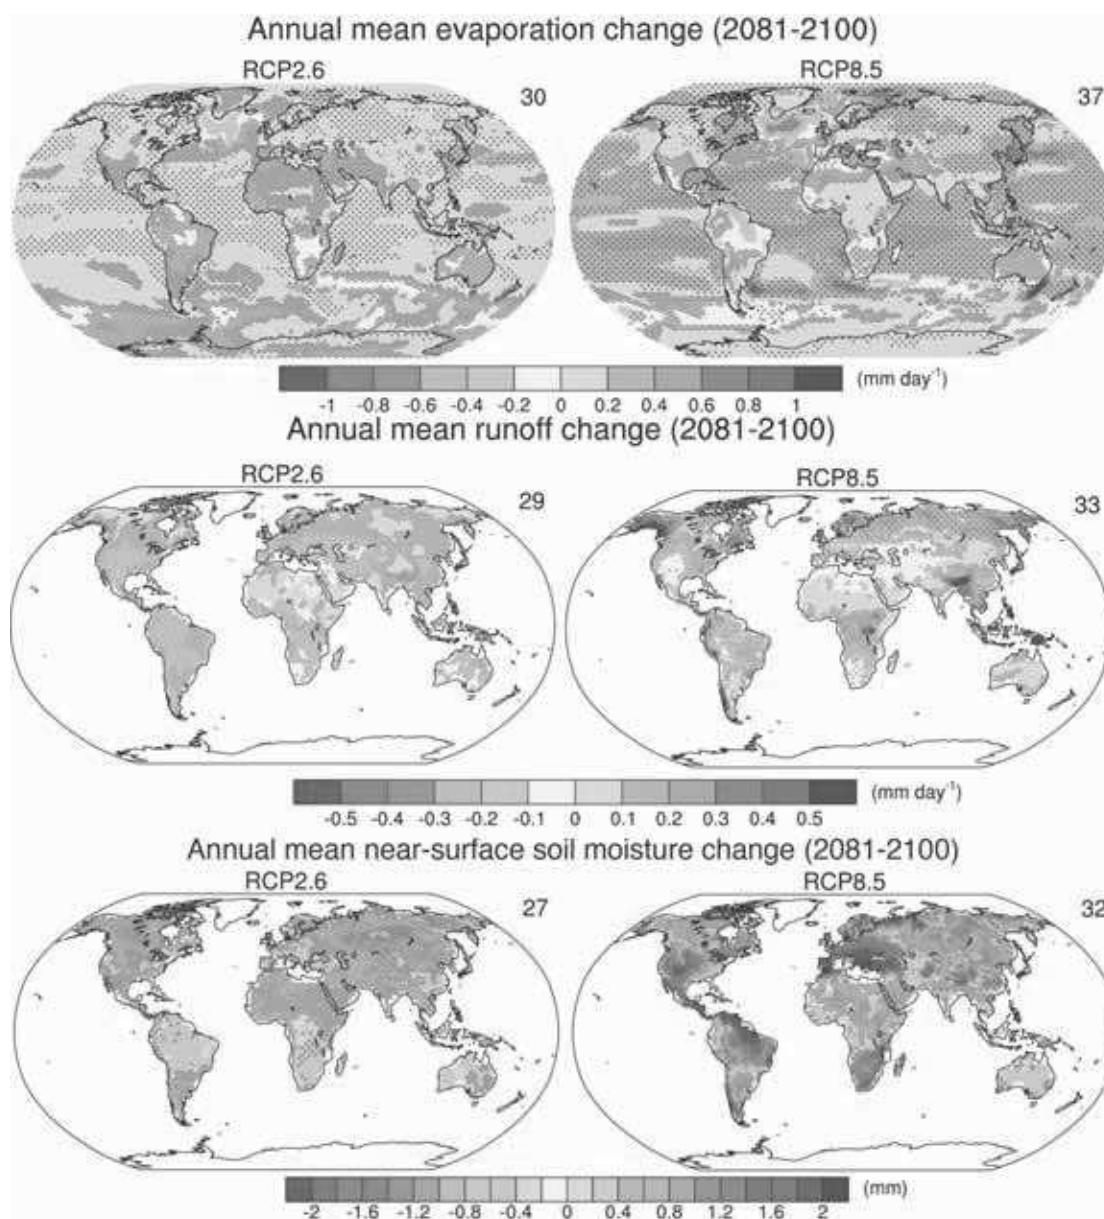 Annual mean evaporation change (2081-2100)
RCP2.6 RCP8.5
30 37
-1 -0.8 -0.6 -0.4 -0.2 0 0.2 0.4 0.6 0.8 1 (mm day-1)
Annual mean runoff change (2081-2100)
RCP2.6 RCP8.5
29 33
-0.5 -0.4 -0.3 -0.2 -0.1 0 0.1 0.2 0.3 0.4 0.5 (mm day-1)
Annual mean near-surface soil moisture change (2081-2100)
RCP2.6 RCP8.5
27 32
-2 -1.6 -1.2 -0.8 -0.4 0 0.4 0.8 1.2 1.6 2 (mm)